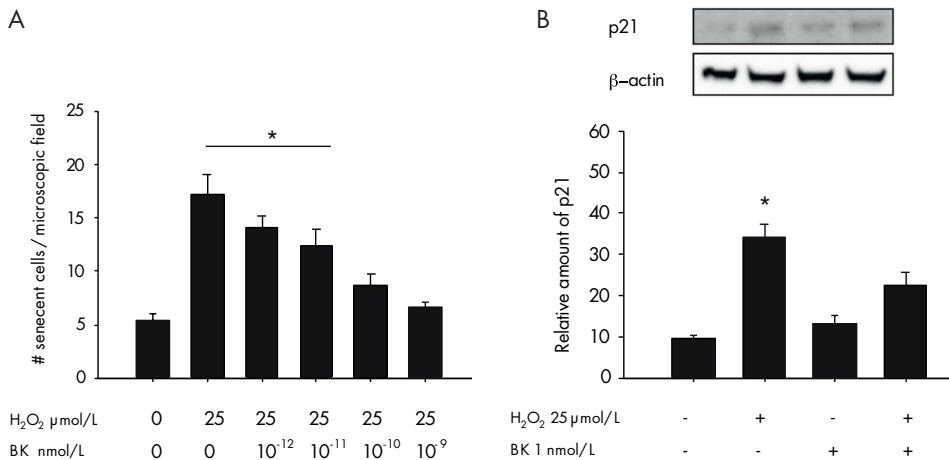 A
# senecent cells / microscopic field
25
20
15
10
5
0
*
H₂O₂ µmol/L 0 25 25 25 25 25
BK nmol/L 0 0 10⁻¹² 10⁻¹¹ 10⁻¹⁰ 10⁻⁹
B
p21
β–actin
Relative amount of p21
60
50
40
30
20
10
0
*
H₂O₂ 25 µmol/L - + - +
BK 1 nmol/L - - + +